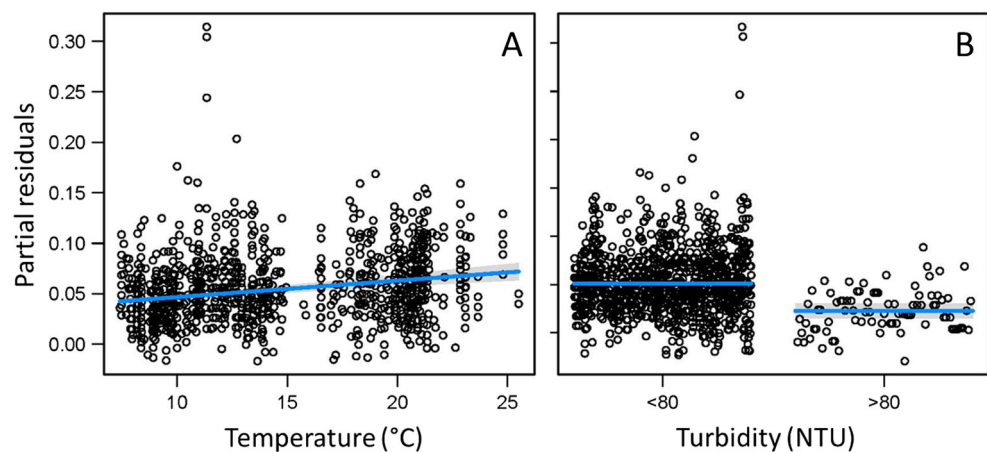 A
B
Partial residuals
0.30
0.25
0.20
0.15
0.10
0.05
0.00
10 15 20 25
<80 >80
Temperature (°C)
Turbidity (NTU)